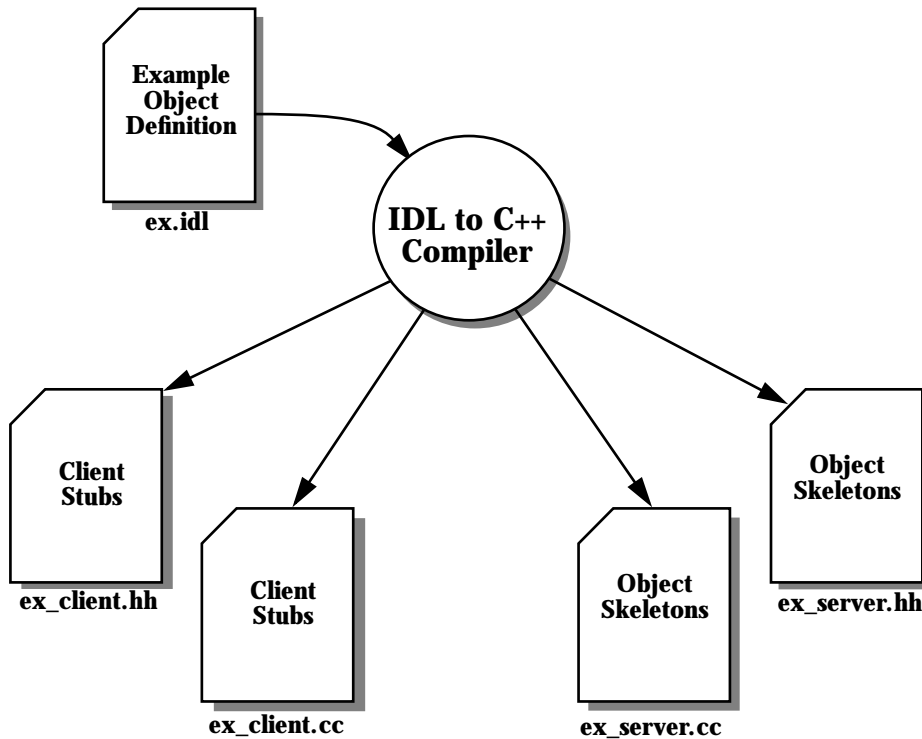 Example
Object
Definition
ex.idl
IDL to C++
Compiler
Client
Stubs
ex_client.hh
Client
Stubs
ex_client.cc
Object
Skeletons
ex_server.cc
Object
Skeletons
ex_server.hh